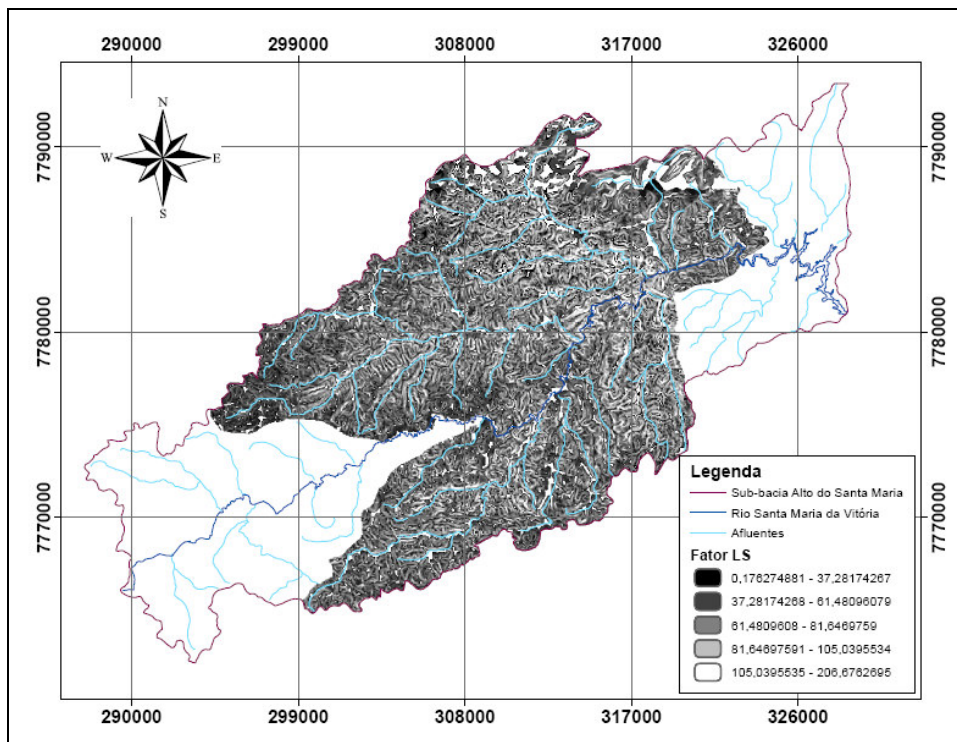 290000 299000 308000 317000 326000
7790000 7790000
N
W E
S
7780000 7780000
7770000 7770000
Legenda
Sub-bacia Alto do Santa Maria
Rio Santa Maria da Vitória
Afluentes
Fator LS
0,176274881 - 37,28174267
37,28174268 - 61,48096079
61,4809608 - 81,6469759
81,64697591 - 105,0395534
105,0395535 - 206,6762695
290000 299000 308000 317000 326000